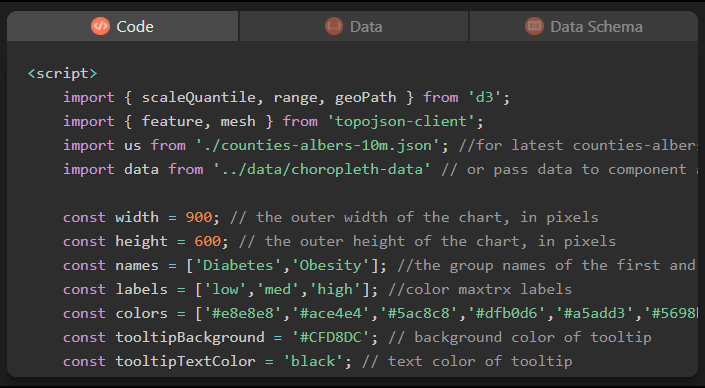 Code
Data
Data Schema
<script>
import { scaleQuantile, range, geoPath } from 'd3';
import { feature, mesh } from 'topojson-client';
import us from './counties-albers-10m.json'; //for latest counties-albers
import data from '../data/choropleth-data' // or pass data to component
const width = 900; // the outer width of the chart, in pixels
const height = 600; // the outer height of the chart, in pixels
const names = ['Diabetes','Obesity']; //the group names of the first and
const labels = ['low','med','high']; //color maxtrx labels
const colors = ['#e8e8e8','#ace4e4','#5ac8c8','#dfb0d6','#a5add3','#5698
const tooltipBackground = '#CFD8DC'; // background color of tooltip
const tooltipTextColor = 'black'; // text color of tooltip